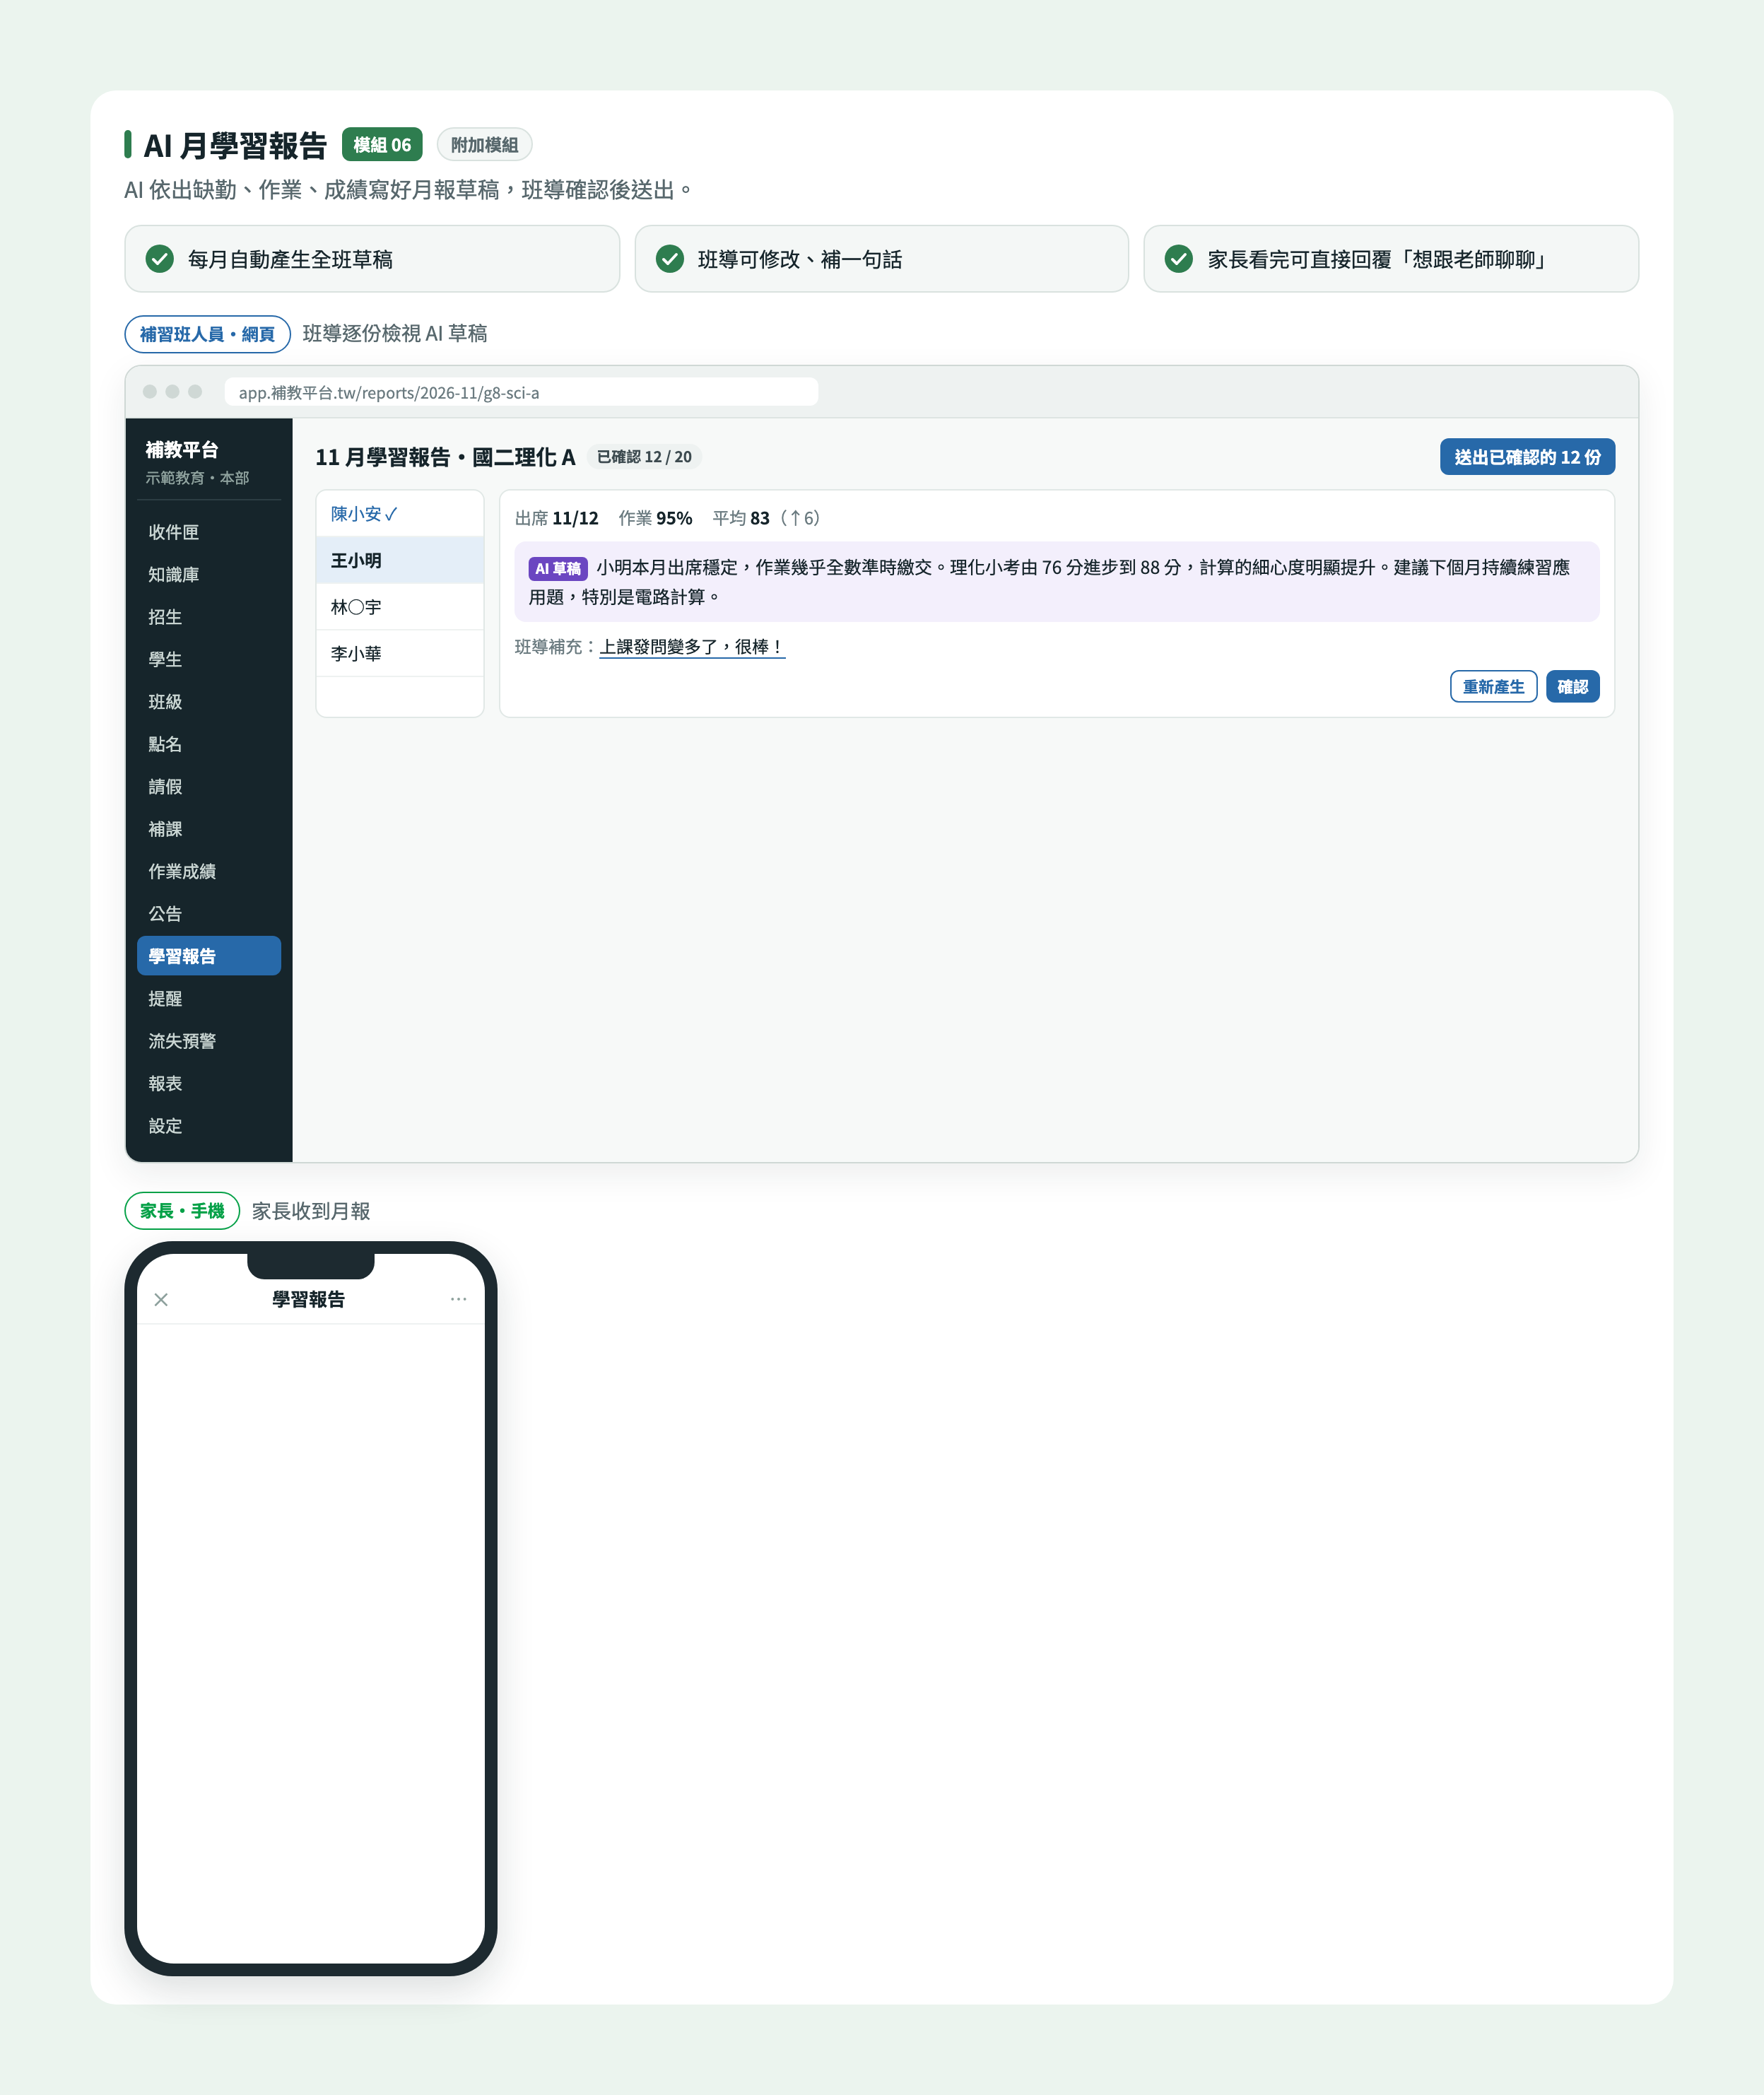 AI 月學習報告 模組 06 附加模組
AI 依出缺勤、作業、成績寫好月報草稿，班導確認後送出。
每月自動產生全班草稿
班導可修改、補一句話
家長看完可直接回覆「想跟老師聊聊」
補習班人員・網頁 班導逐份檢視 AI 草稿
app.補教平台.tw/reports/2026-11/g8-sci-a
補教平台
示範教育・本部
收件匣
知識庫
招生
學生
班級
點名
請假
補課
作業成績
公告
學習報告
提醒
流失預警
報表
設定
11 月學習報告・國二理化 A 已確認 12 / 20
送出已確認的 12 份
陳小安 ✓
王小明
林〇宇
李小華
出席 11/12 作業 95% 平均 83（↑6）
AI 草稿 小明本月出席穩定，作業幾乎全數準時繳交。理化小考由 76 分進步到 88 分，計算的細心度明顯提升。建議下個月持續練習應
用題，特別是電路計算。
班導補充：上課發問變多了，很棒！
重新產生 確認
家長・手機 家長收到月報
× 學習報告 ⋯